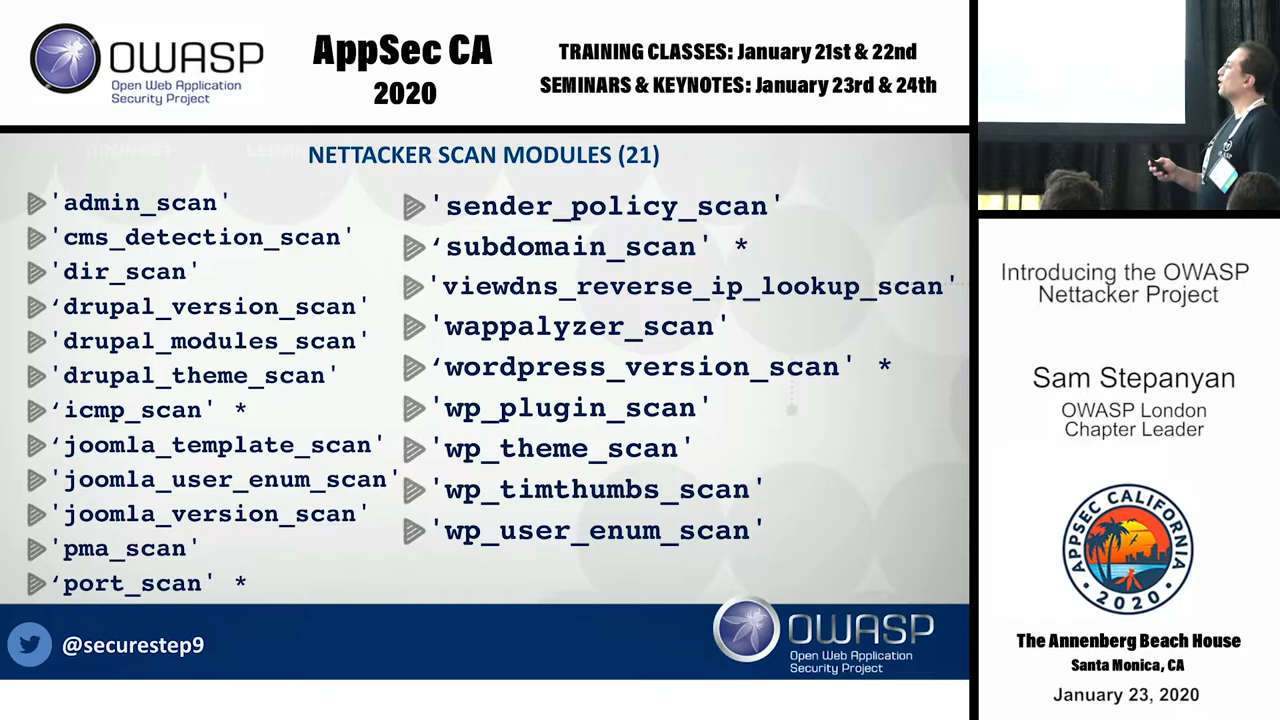 OWASP
Open Web Application
Security Project
AppSec CA
2020
TRAINING CLASSES: January 21st & 22nd
SEMINARS & KEYNOTES: January 23rd & 24th
NETTACKER SCAN MODULES (21)
'admin_scan'
'cms_detection_scan'
'dir_scan'
‘drupal_version_scan'
'drupal_modules_scan'
'drupal_theme_scan'
‘icmp_scan' *
‘joomla_template_scan'
'joomla_user_enum_scan'
'joomla_version_scan'
'pma_scan'
‘port_scan' *
'sender_policy_scan'
‘subdomain_scan' *
'viewdns_reverse_ip_lookup_scan'
'wappalyzer_scan'
‘wordpress_version_scan' *
'wp_plugin_scan'
'wp_theme_scan'
'wp_timthumbs_scan'
'wp_user_enum_scan'
@securestep9
OWASP
Open Web Application
Security Project
OWASP
Introducing the OWASP
Nettacker Project
Sam Stepanyan
OWASP London
Chapter Leader
APPSEC CALIFORNIA
• 2020 •
The Annenberg Beach House
Santa Monica, CA
January 23, 2020